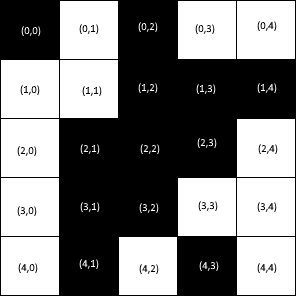 (0,0) (0,1) (0,2) (0,3) (0,4)
(1,0) (1,1) (1,2) (1,3) (1,4)
(2,0) (2,1) (2,2) (2,3) (2,4)
(3,0) (3,1) (3,2) (3,3) (3,4)
(4,0) (4,1) (4,2) (4,3) (4,4)